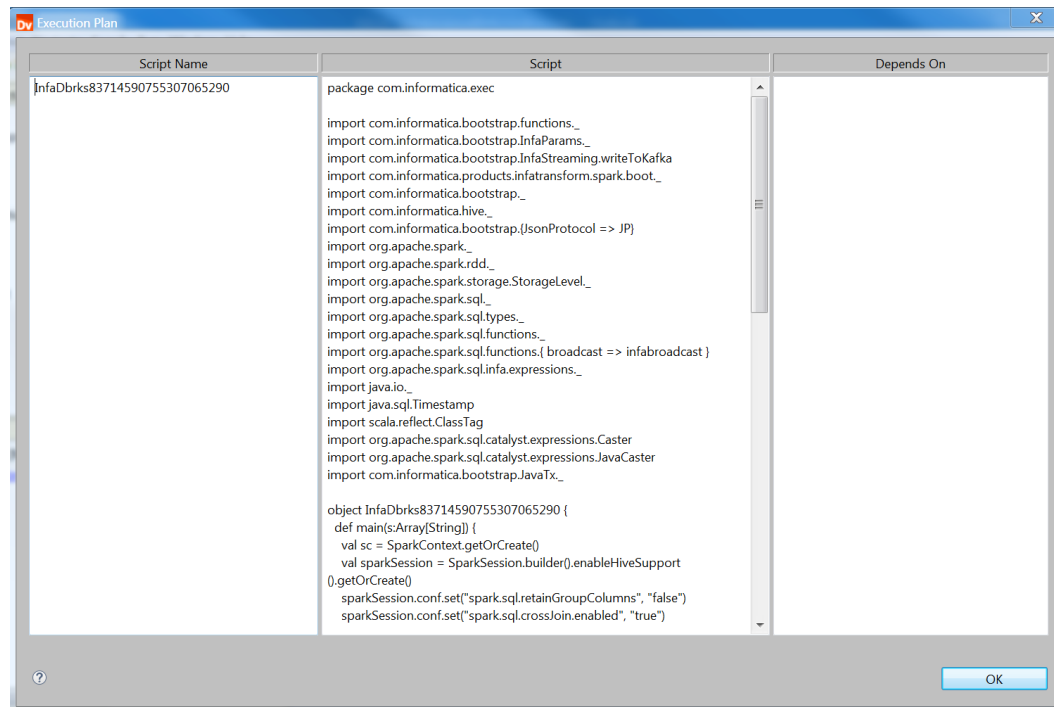 Dv Execution Plan
Script Name
Script
Depends On
InfaDbrks83714590755307065290
package com.informatica.exec
import com.informatica.bootstrap.functions._
import com.informatica.bootstrap.InfaParams._
import com.informatica.bootstrap.InfaStreaming.writeToKafka
import com.informatica.products.infatransform.spark.boot._
import com.informatica.bootstrap._
import com.informatica.hive._
import com.informatica.bootstrap.{JsonProtocol => JP}
import org.apache.spark._
import org.apache.spark.rdd._
import org.apache.spark.storage.StorageLevel._
import org.apache.spark.sql._
import org.apache.spark.sql.types._
import org.apache.spark.sql.functions._
import org.apache.spark.sql.functions.{ broadcast => infabroadcast }
import org.apache.spark.sql.infa.expressions._
import java.io._
import java.sql.Timestamp
import scala.reflect.ClassTag
import org.apache.spark.sql.catalyst.expressions.Caster
import org.apache.spark.sql.catalyst.expressions.JavaCaster
import com.informatica.bootstrap.JavaTx._
object InfaDbrks83714590755307065290 {
def main(s:Array[String]) {
val sc = SparkContext.getOrCreate()
val sparkSession = SparkSession.builder().enableHiveSupport
().getOrCreate()
sparkSession.conf.set("spark.sql.retainGroupColumns", "false")
sparkSession.conf.set("spark.sql.crossJoin.enabled", "true")
?
OK